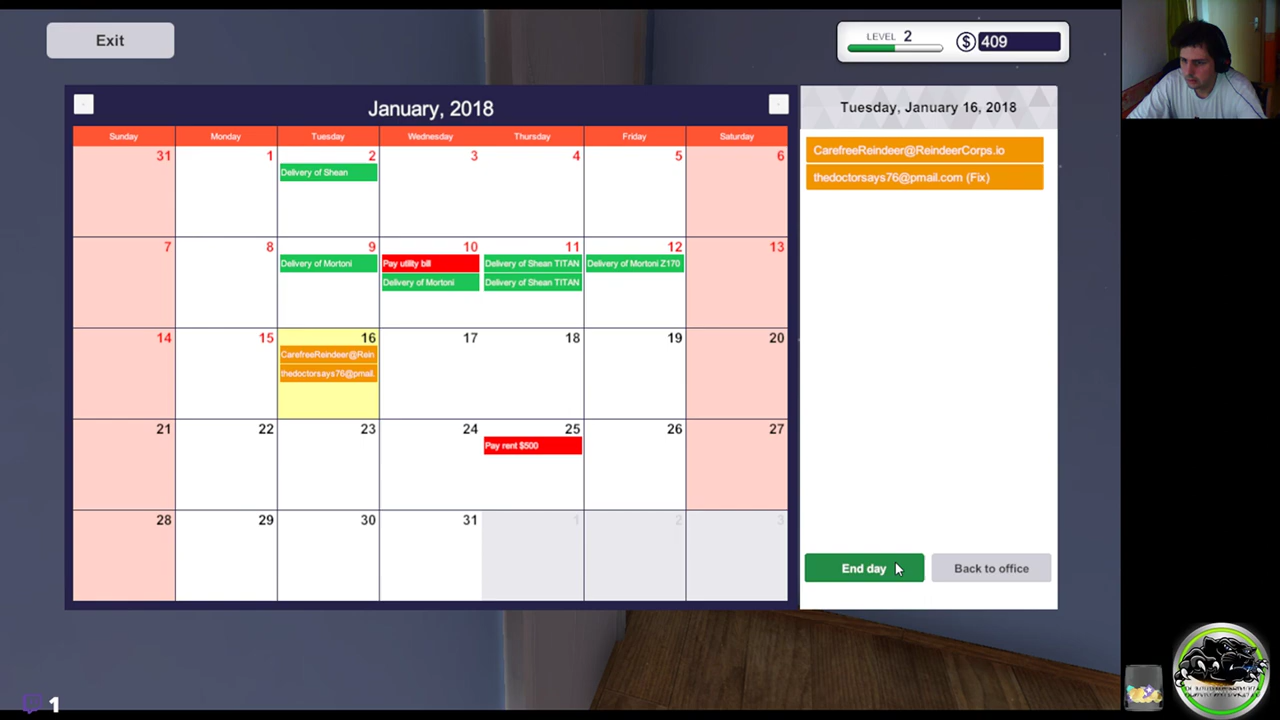 Exit
LEVEL 2
$ 409
January, 2018
Tuesday, January 16, 2018
Sunday Monday Tuesday Wednesday Thursday Friday Saturday
CarefreeReindeer@ReindeerCorps.io
thedoctorsays76@pmail.com (Fix)
31 1 2 3 4 5 6
Delivery of Shean
7 8 9 10 11 12 13
Delivery of Mortoni Pay utility bill Delivery of Shean TITAN Delivery of Mortoni Z170
Delivery of Mortoni Delivery of Shean TITAN
14 15 16 17 18 19 20
CarefreeReindeer@Rein
thedoctorsays76@pmail.
21 22 23 24 25 26 27
Pay rent $500
28 29 30 31 1 2 3
End day Back to office
1